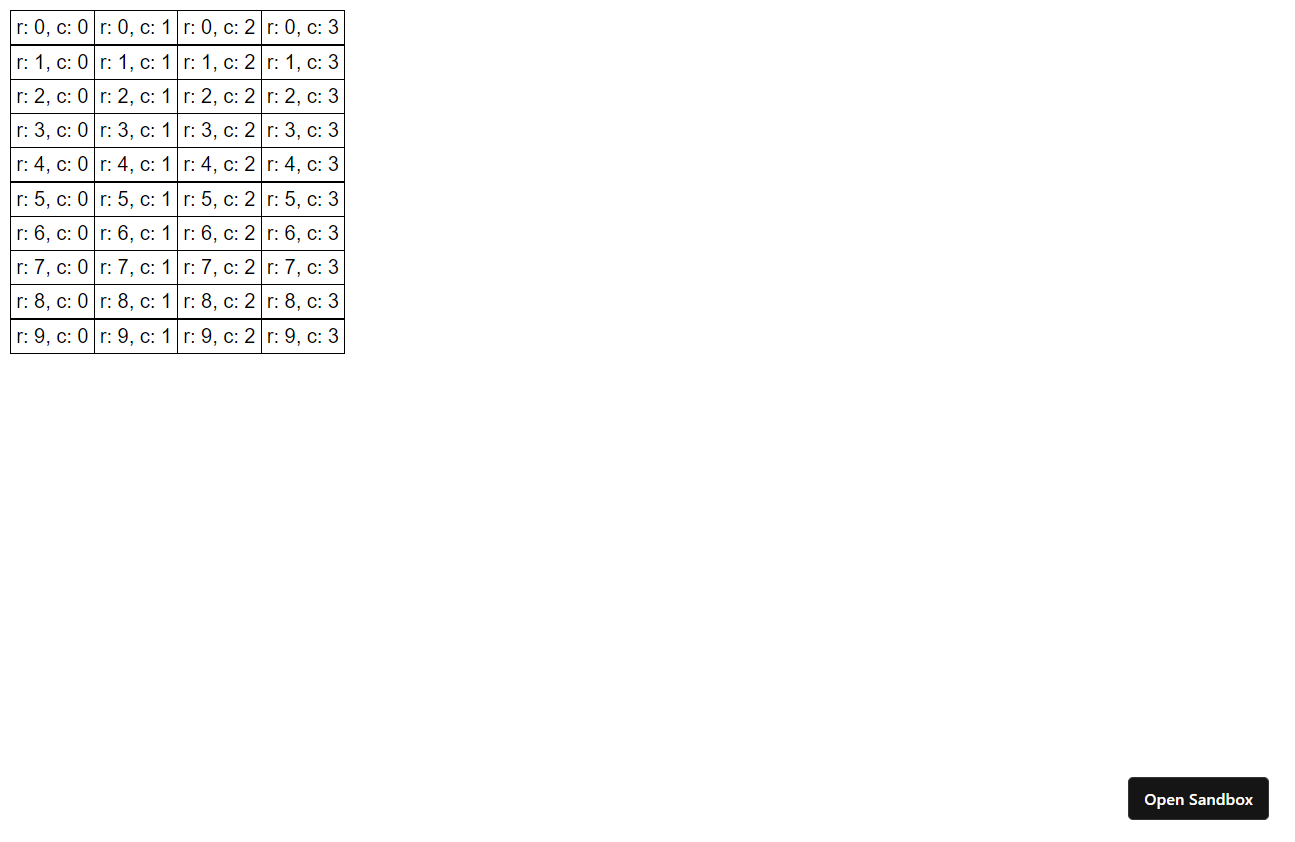 r: 0, c: 0 r: 0, c: 1 r: 0, c: 2 r: 0, c: 3
r: 1, c: 0 r: 1, c: 1 r: 1, c: 2 r: 1, c: 3
r: 2, c: 0 r: 2, c: 1 r: 2, c: 2 r: 2, c: 3
r: 3, c: 0 r: 3, c: 1 r: 3, c: 2 r: 3, c: 3
r: 4, c: 0 r: 4, c: 1 r: 4, c: 2 r: 4, c: 3
r: 5, c: 0 r: 5, c: 1 r: 5, c: 2 r: 5, c: 3
r: 6, c: 0 r: 6, c: 1 r: 6, c: 2 r: 6, c: 3
r: 7, c: 0 r: 7, c: 1 r: 7, c: 2 r: 7, c: 3
r: 8, c: 0 r: 8, c: 1 r: 8, c: 2 r: 8, c: 3
r: 9, c: 0 r: 9, c: 1 r: 9, c: 2 r: 9, c: 3
Open Sandbox